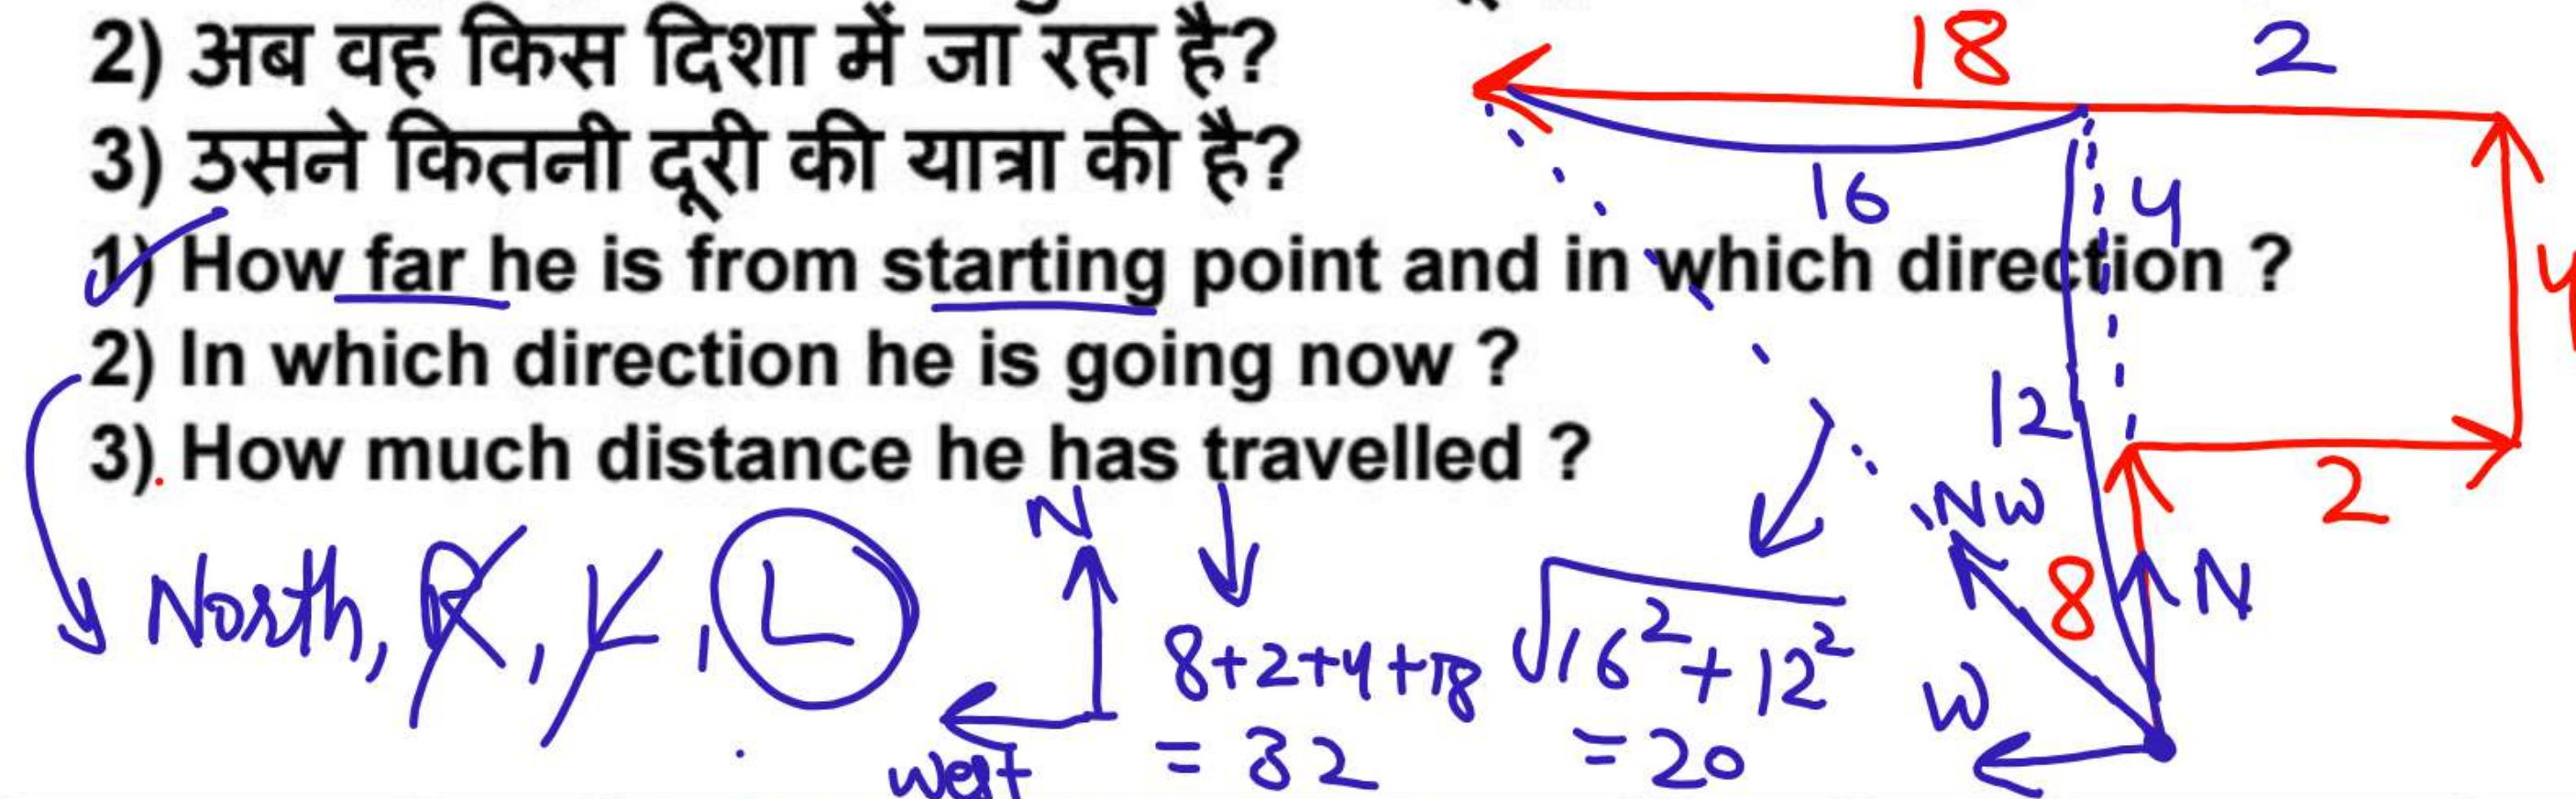 2) अब वह किस दिशा में जा रहा है?
3) उसने कितनी दूरी की यात्रा की है?
1) How far he is from starting point and in which direction ?
2) In which direction he is going now ?
3). How much distance he has travelled ?
18 2
16 4
4
12
2
NW
8 N
W
North, R, L, L
N
west
8+2+4+18
= 32
√16²+12²
=20